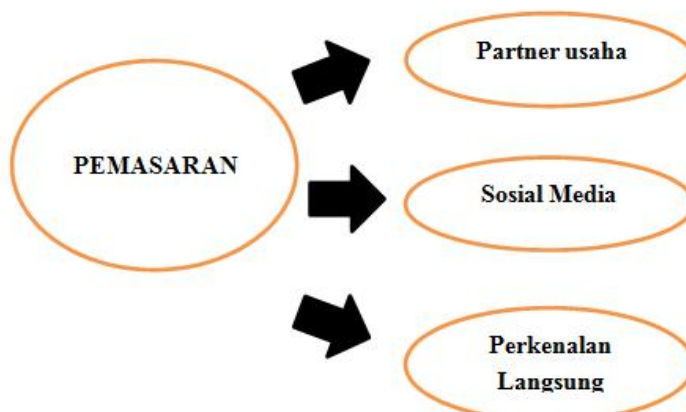 PEMASARAN
Partner usaha
Sosial Media
Perkenalan
Langsung